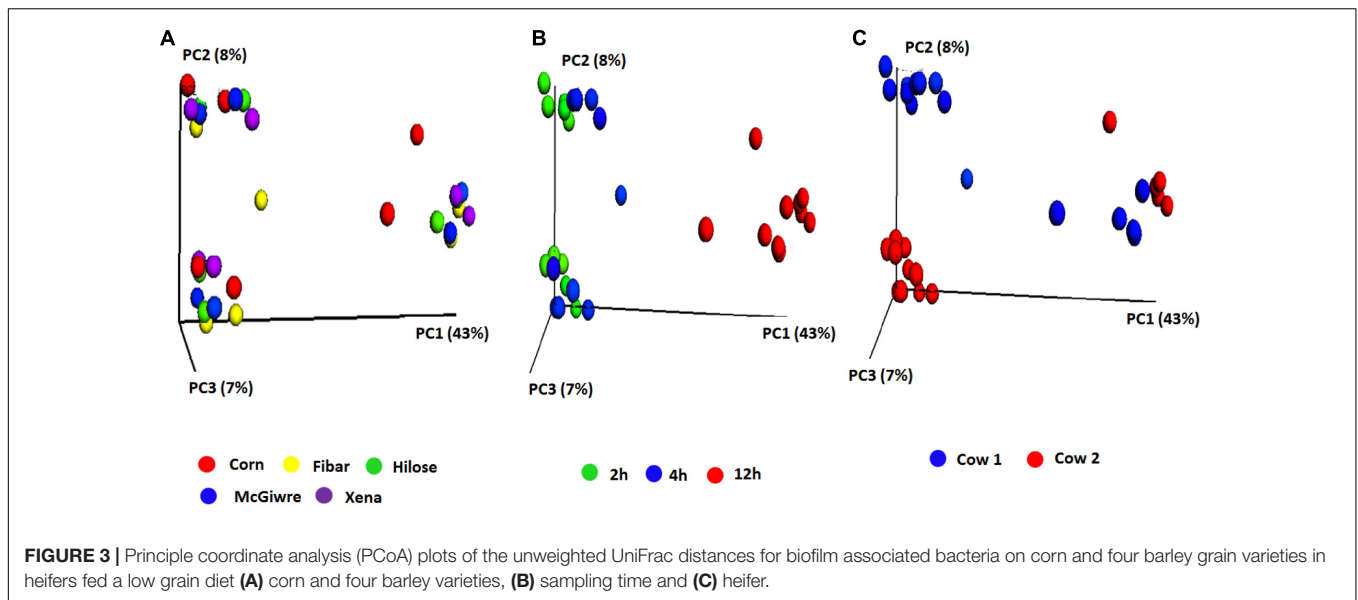 A
PC2 (8%)
PC1 (43%)
PC3 (7%)
Corn
Fibar
Hilose
McGiwre
Xena
B
PC2 (8%)
PC1 (43%)
PC3 (7%)
2h
4h
12h
C
PC2 (8%)
PC1 (43%)
PC3 (7%)
Cow 1
Cow 2
FIGURE 3 | Principle coordinate analysis (PCoA) plots of the unweighted UniFrac distances for biofilm associated bacteria on corn and four barley grain varieties in
heifers fed a low grain diet (A) corn and four barley varieties, (B) sampling time and (C) heifer.